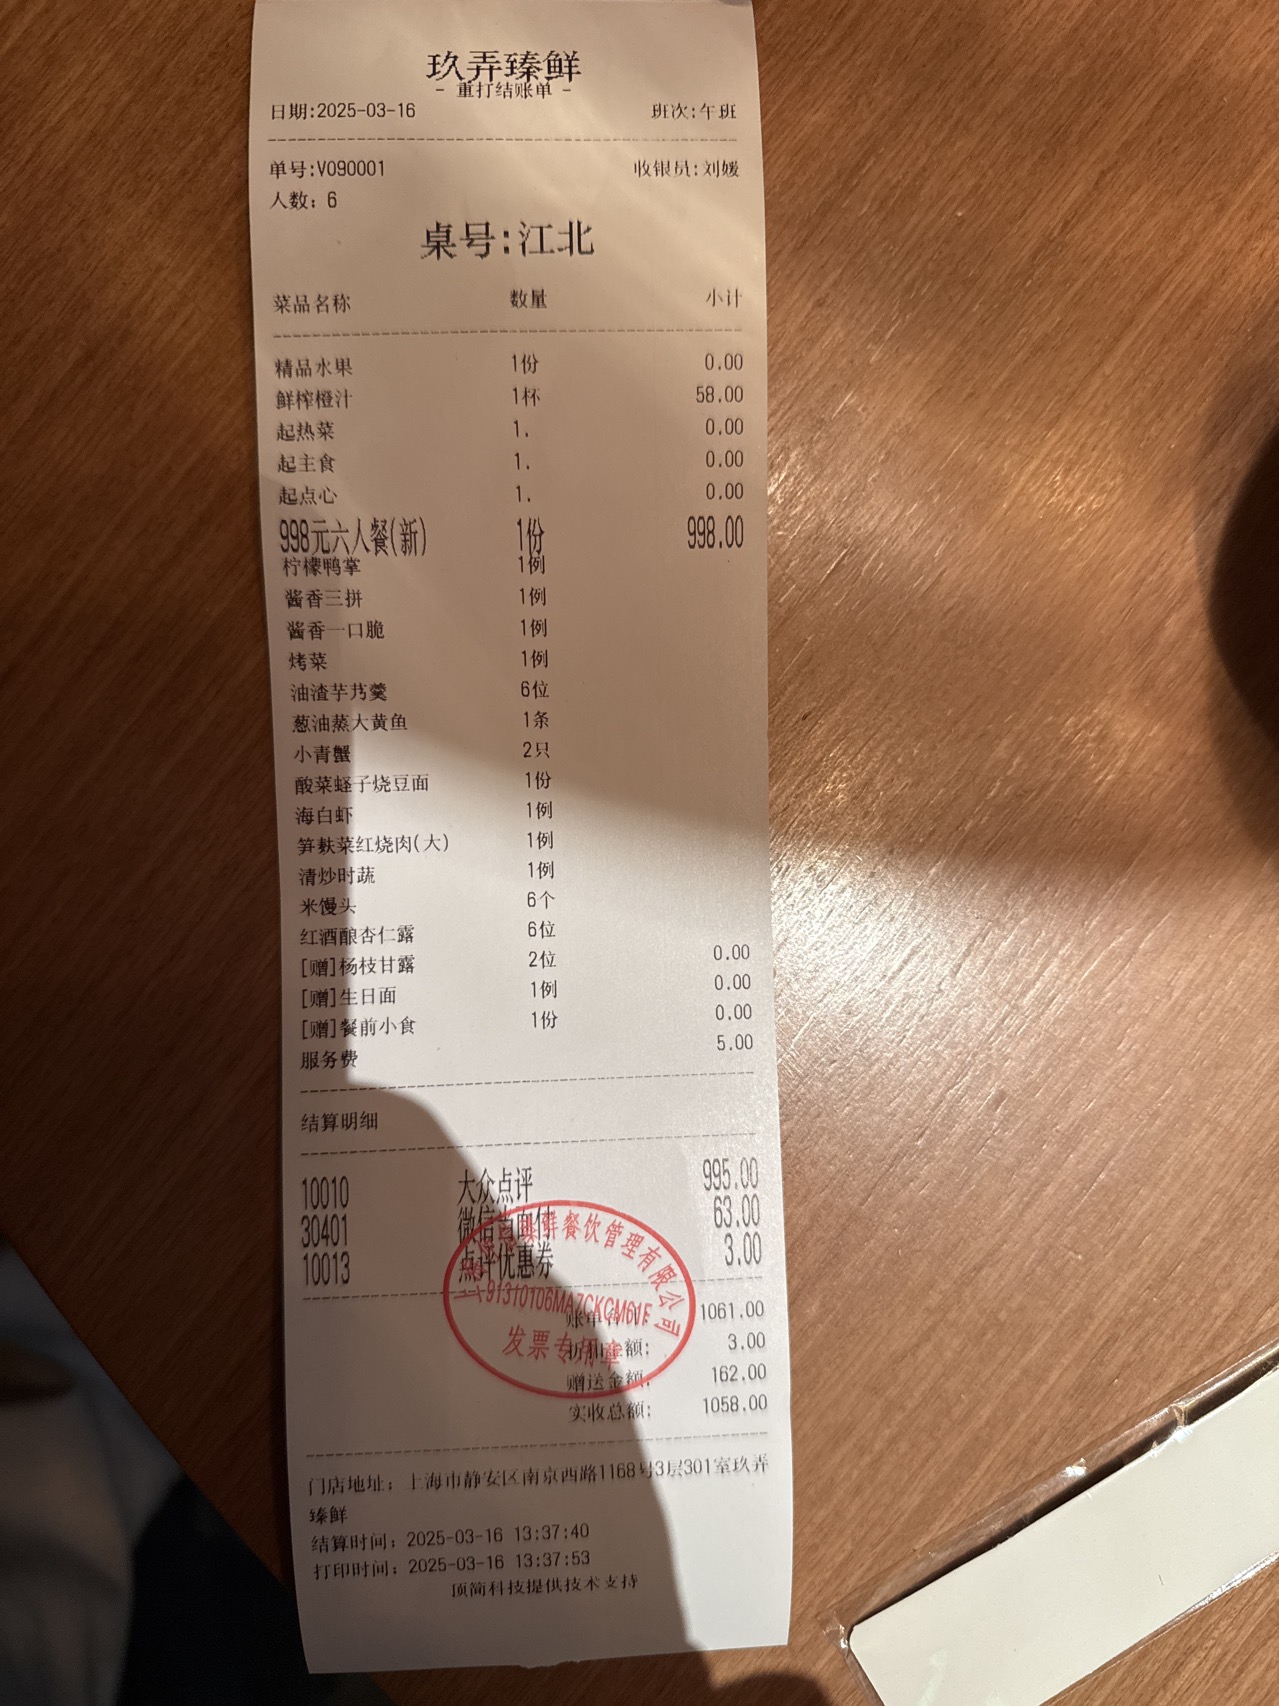 玖弄臻鲜
- 重打结账单 -
日期:2025-03-16 班次:午班
单号:V090001 收银员:刘媛
人数: 6
桌号:江北
菜品名称 数量 小计
精品水果 1份 0.00
鲜榨橙汁 1杯 58.00
起热菜 1. 0.00
起主食 1. 0.00
起点心 1. 0.00
998元六人餐(新) 1份 998.00
柠檬鸭掌 1例
酱香三拼 1例
酱香一口脆 1例
烤菜 1例
油渣芋艿羹 6位
葱油蒸大黄鱼 1条
小青蟹 2只
酸菜蛏子烧豆面 1份
海白虾 1例
笋麸菜红烧肉(大) 1例
清炒时蔬 1例
米馒头 6个
红酒酿杏仁露 6位
[赠]杨枝甘露 2位 0.00
[赠]生日面 1例 0.00
[赠]餐前小食 1份 0.00
服务费 5.00
结算明细
10010 大众点评 995.00
30401 微信当面付 63.00
10013 点评优惠券 3.00
臻鲜餐饮管理有限公司
91310106MA7CKCM61F
发票专用章
账单 1061.00
折扣金额: 3.00
赠送金额: 162.00
实收总额: 1058.00
门店地址: 上海市静安区南京西路1168号3层301室玖弄
臻鲜
结算时间: 2025-03-16 13:37:40
打印时间: 2025-03-16 13:37:53
顶简科技提供技术支持